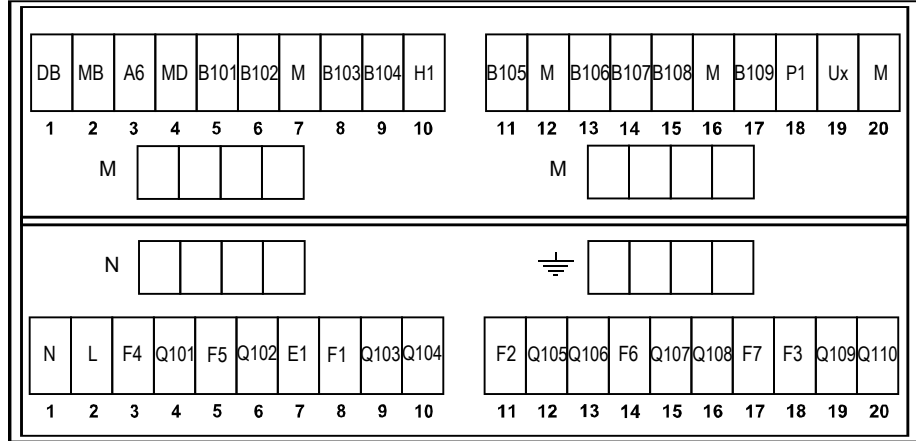 DB MB A6 MD B101 B102 M B103 B104 H1 B105 M B106 B107 B108 M B109 P1 Ux M
1 2 3 4 5 6 7 8 9 10 11 12 13 14 15 16 17 18 19 20
M M
N
N L F4 Q101 F5 Q102 E1 F1 Q103 Q104 F2 Q105 Q106 F6 Q107 Q108 F7 F3 Q109 Q110
1 2 3 4 5 6 7 8 9 10 11 12 13 14 15 16 17 18 19 20